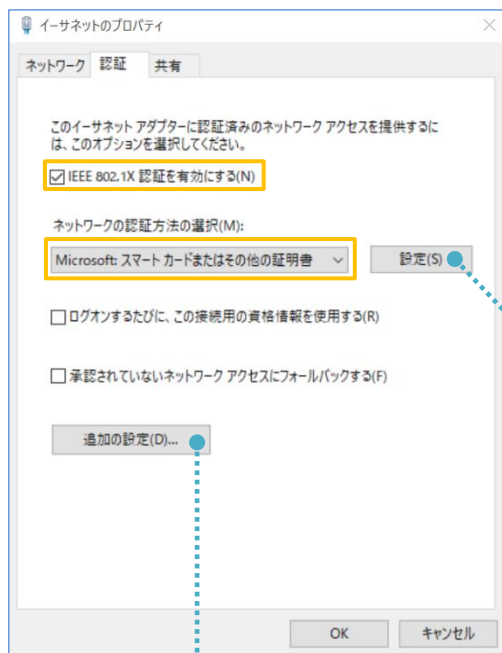 イーサネットのプロパティ
ネットワーク 認証 共有
このイーサネット アダプターに認証済みのネットワーク アクセスを提供するに
は、このオプションを選択してください。
IEEE 802.1X 認証を有効にする(N)
ネットワークの認証方法の選択(M):
Microsoft: スマート カードまたはその他の証明書 設定(S)
ログオンするたびに、この接続用の資格情報を使用する(R)
承認されていないネットワーク アクセスにフォールバックする(F)
追加の設定(D)...
OK キャンセル